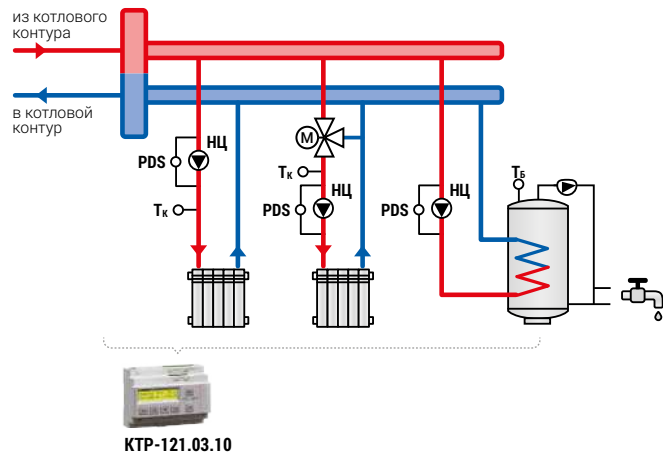 из котлового
контура
в котловой
контур
НЦ
PDS
Тк
М
Тк
НЦ
PDS
НЦ
PDS
ТБ
КТР-121.03.10